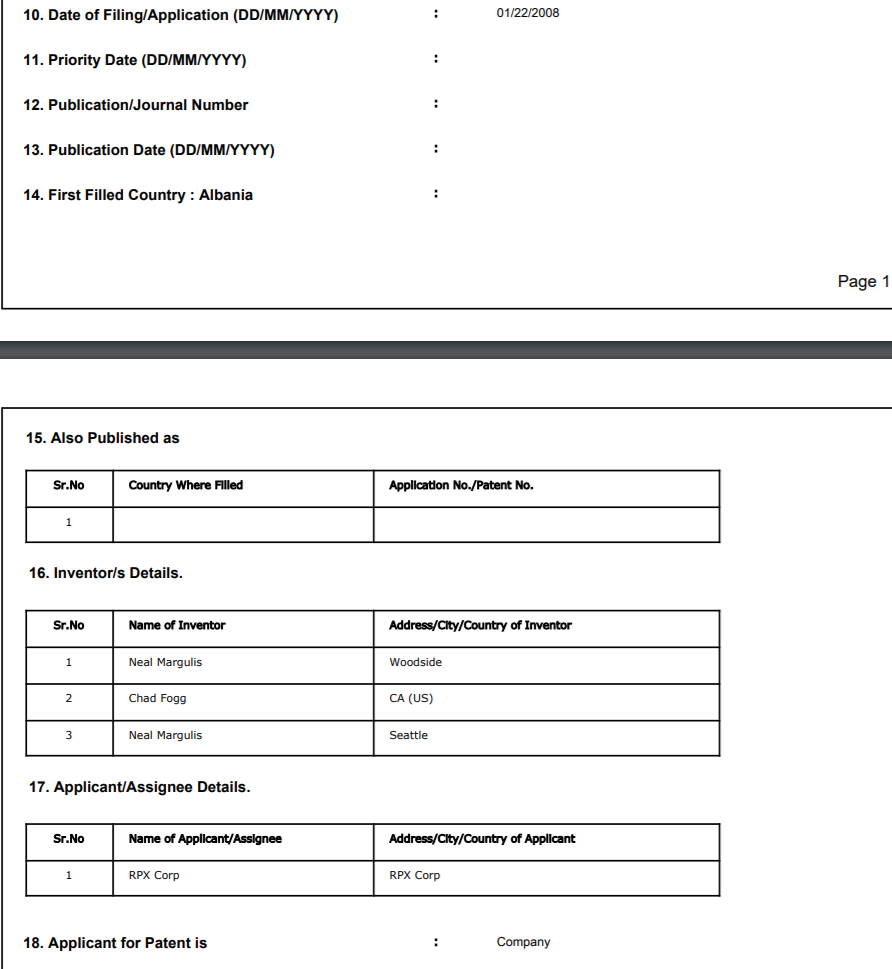 10. Date of Filing/Application (DD/MM/YYYY) : 01/22/2008
11. Priority Date (DD/MM/YYYY) :
12. Publication/Journal Number :
13. Publication Date (DD/MM/YYYY) :
14. First Filled Country : Albania :
Page 1
15. Also Published as
Sr.No Country Where Filled Application No./Patent No.
1
16. Inventor/s Details.
Sr.No Name of Inventor Address/City/Country of Inventor
1 Neal Margulis Woodside
2 Chad Fogg CA (US)
3 Neal Margulis Seattle
17. Applicant/Assignee Details.
Sr.No Name of Applicant/Assignee Address/City/Country of Applicant
1 RPX Corp RPX Corp
18. Applicant for Patent is : Company